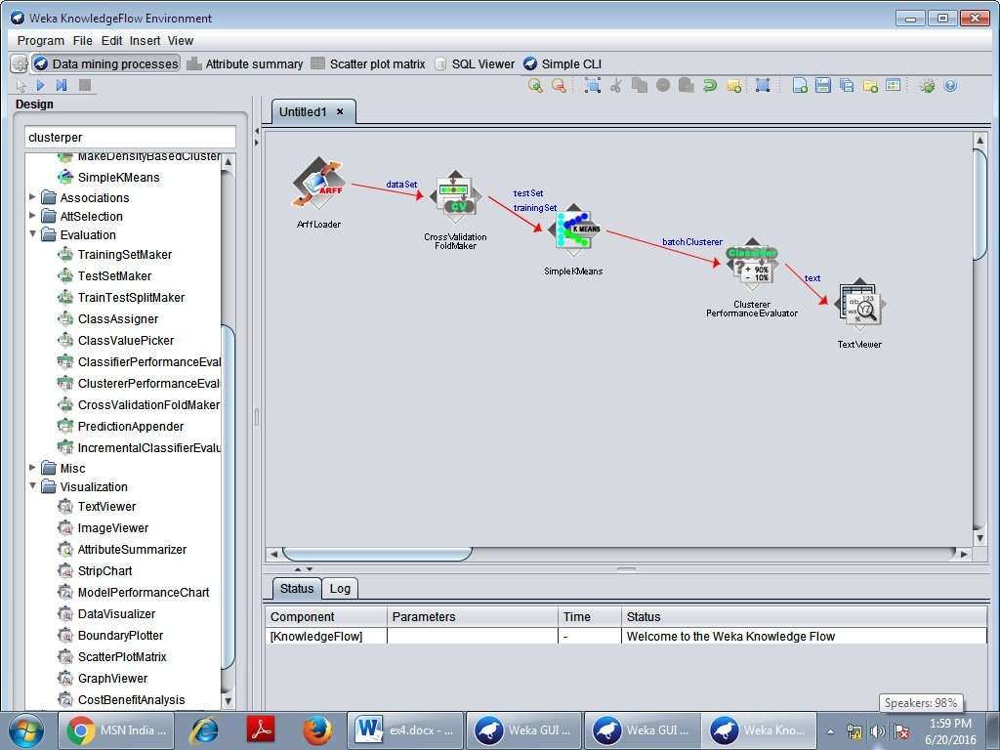 Weka KnowledgeFlow Environment
Program File Edit Insert View
Data mining processes Attribute summary Scatter plot matrix SQL Viewer Simple CLI
Design
clusterper
MakeDensityBasedCluster
SimpleKMeans
Associations
AttSelection
Evaluation
TrainingSetMaker
TestSetMaker
TrainTestSplitMaker
ClassAssigner
ClassValuePicker
ClassifierPerformanceEval
ClustererPerformanceEval
CrossValidationFoldMaker
PredictionAppender
IncrementalClassifierEvalu
Misc
Visualization
TextViewer
ImageViewer
AttributeSummarizer
StripChart
ModelPerformanceChart
DataVisualizer
BoundaryPlotter
ScatterPlotMatrix
GraphViewer
CostBenefitAnalysis
Untitled1
ARFF
ArffLoader
dataSet
CV
CrossValidation
FoldMaker
testSet
trainingSet
K MEANS
SimpleKMeans
batchClusterer
Classifier
? + 90%
- 10%
Clusterer
PerformanceEvaluator
text
TextViewer
Status Log
Component Parameters Time Status
[KnowledgeFlow] - Welcome to the Weka Knowledge Flow
Speakers: 98%
MSN India ... ex4.docx - ... Weka GUI ... Weka GUI ... Weka Kno...
1:59 PM
6/20/2016